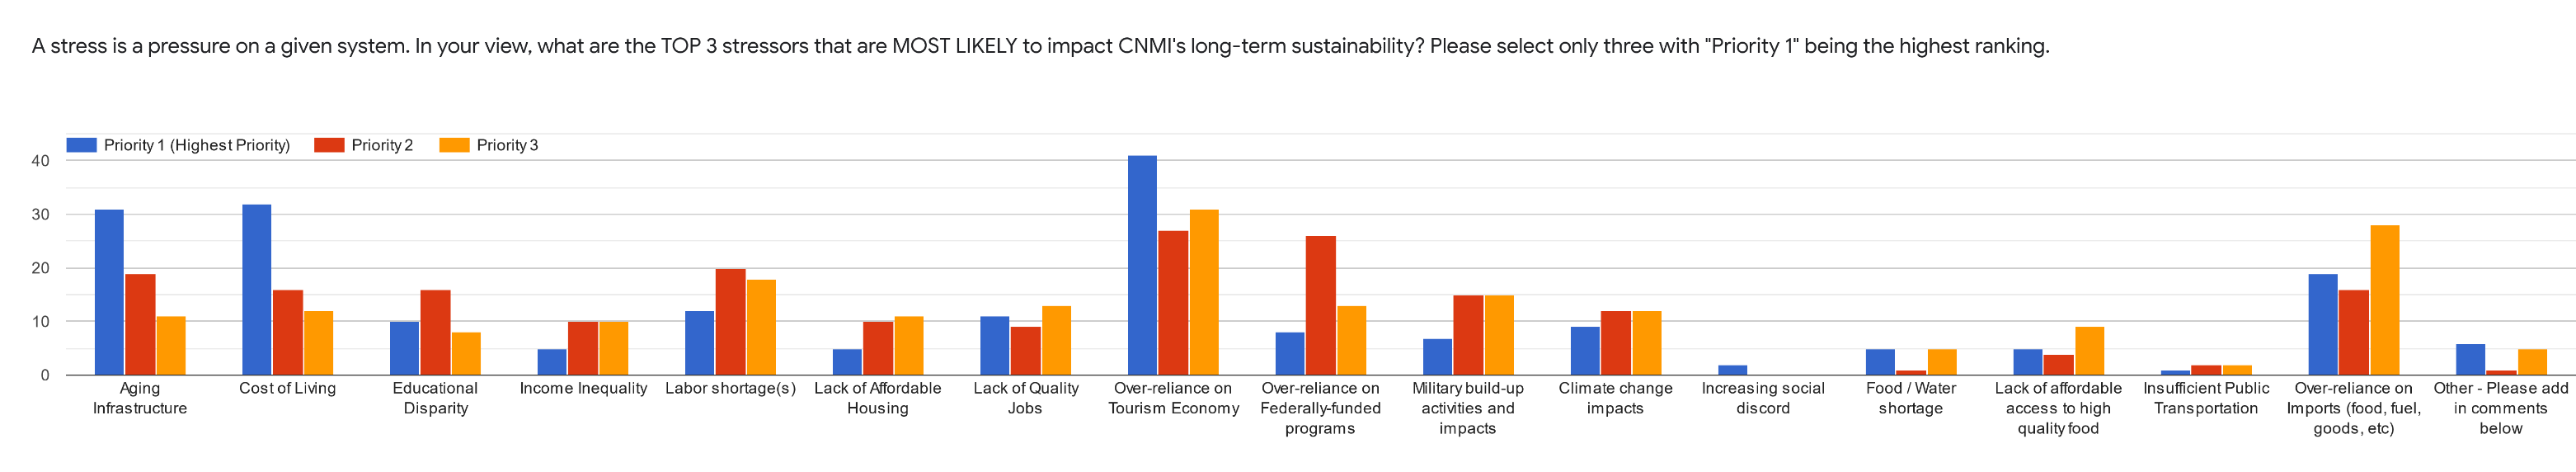 A stress is a pressure on a given system. In your view, what are the TOP 3 stressors that are MOST LIKELY to impact CNMI's long-term sustainability? Please select only three with "Priority 1" being the highest ranking.
Priority 1 (Highest Priority)
Priority 2
Priority 3
40
30
20
10
0
Aging
Infrastructure
Cost of Living
Educational
Disparity
Income Inequality
Labor shortage(s)
Lack of Affordable
Housing
Lack of Quality
Jobs
Over-reliance on
Tourism Economy
Over-reliance on
Federally-funded
programs
Military build-up
activities and
impacts
Climate change
impacts
Increasing social
discord
Food / Water
shortage
Lack of affordable
access to high
quality food
Insufficient Public
Transportation
Over-reliance on
Imports (food, fuel,
goods, etc)
Other - Please add
in comments
below